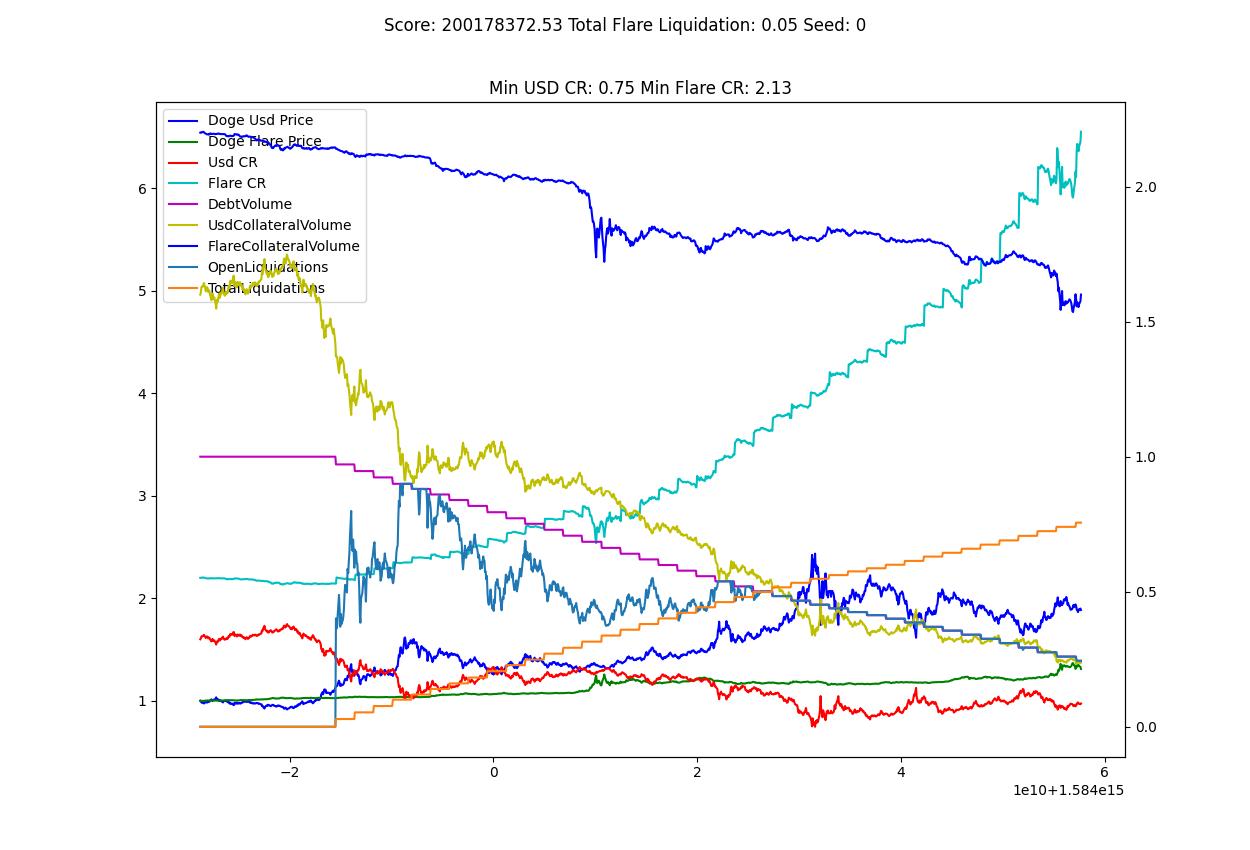 Score: 200178372.53 Total Flare Liquidation: 0.05 Seed: 0
Min USD CR: 0.75 Min Flare CR: 2.13
Doge Usd Price
Doge Flare Price
Usd CR
Flare CR
DebtVolume
UsdCollateralVolume
FlareCollateralVolume
OpenLiquidations
TotalLiquidations
6
5
4
3
2
1
2.0
1.5
1.0
0.5
0.0
−2
0
2
4
6
1e10+1.584e15